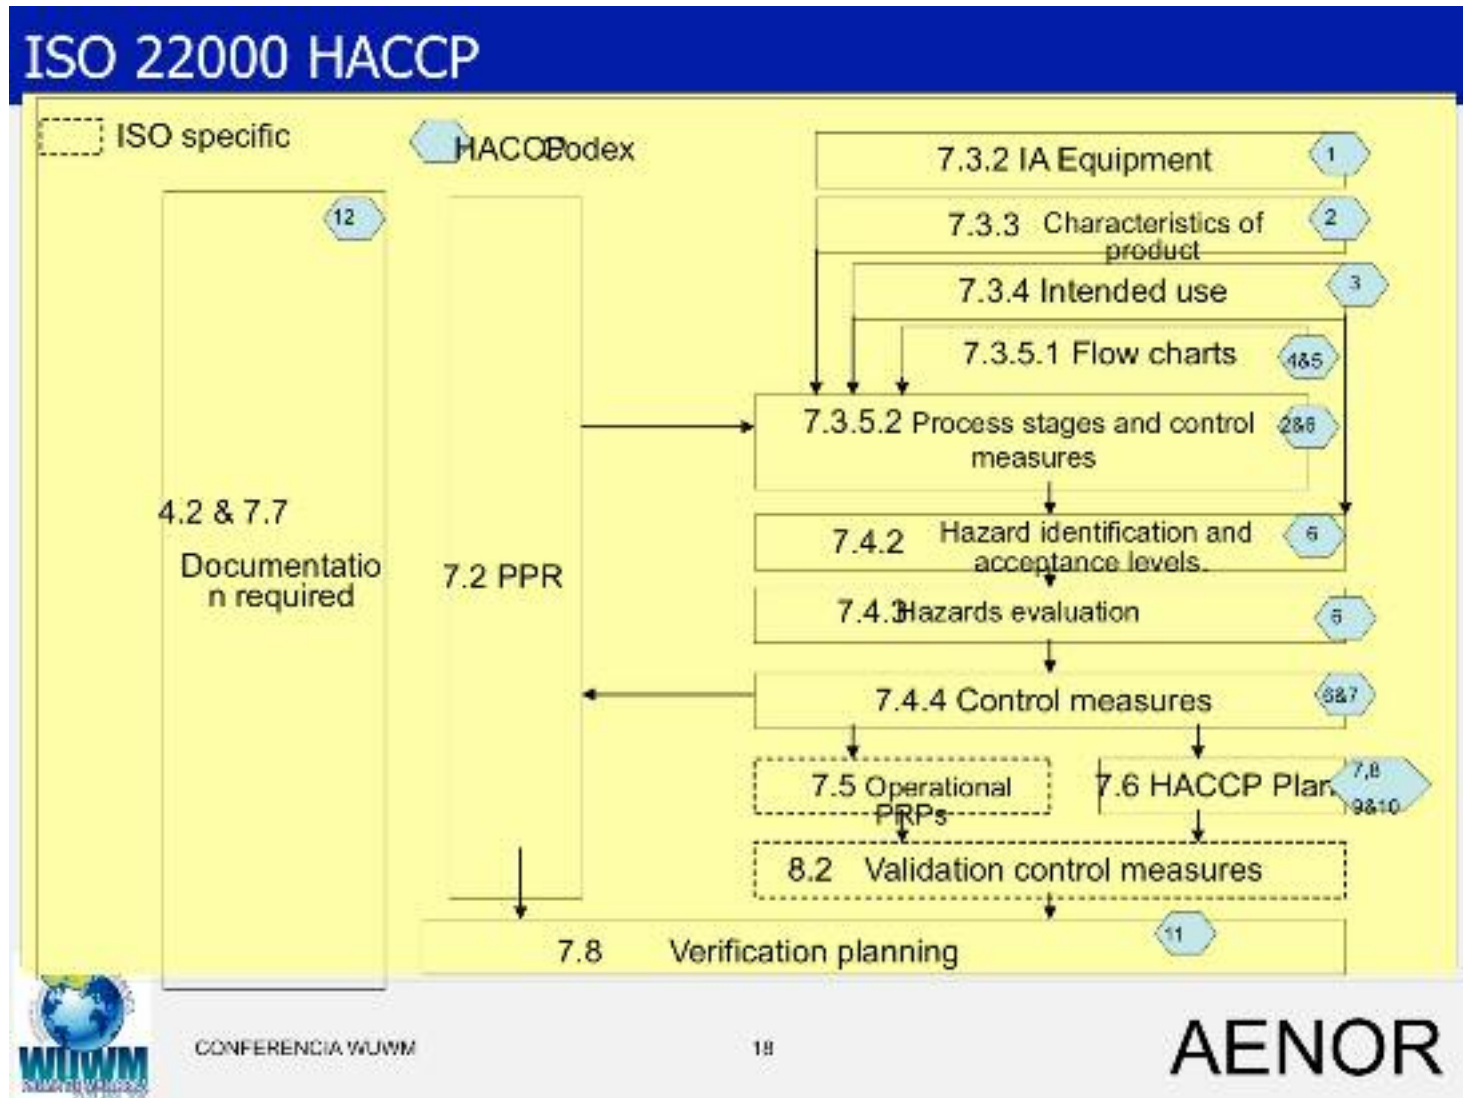 ISO 22000 HACCP
ISO specific
HACCP Codex
7.3.2 IA Equipment
1
12
7.3.3 Characteristics of
product
2
7.3.4 Intended use
3
7.3.5.1 Flow charts
4&5
7.3.5.2 Process stages and control
measures
2&6
4.2 & 7.7
Documentatio
n required
7.2 PPR
7.4.2 Hazard identification and
acceptance levels.
6
7.4.3 Hazards evaluation
6
7.4.4 Control measures
6&7
7.5 Operational
PRPs
7.6 HACCP Plan
7,8
9&10
8.2 Validation control measures
7.8 Verification planning
11
WUWM
CONFERENCIA WUWM
18
AENOR